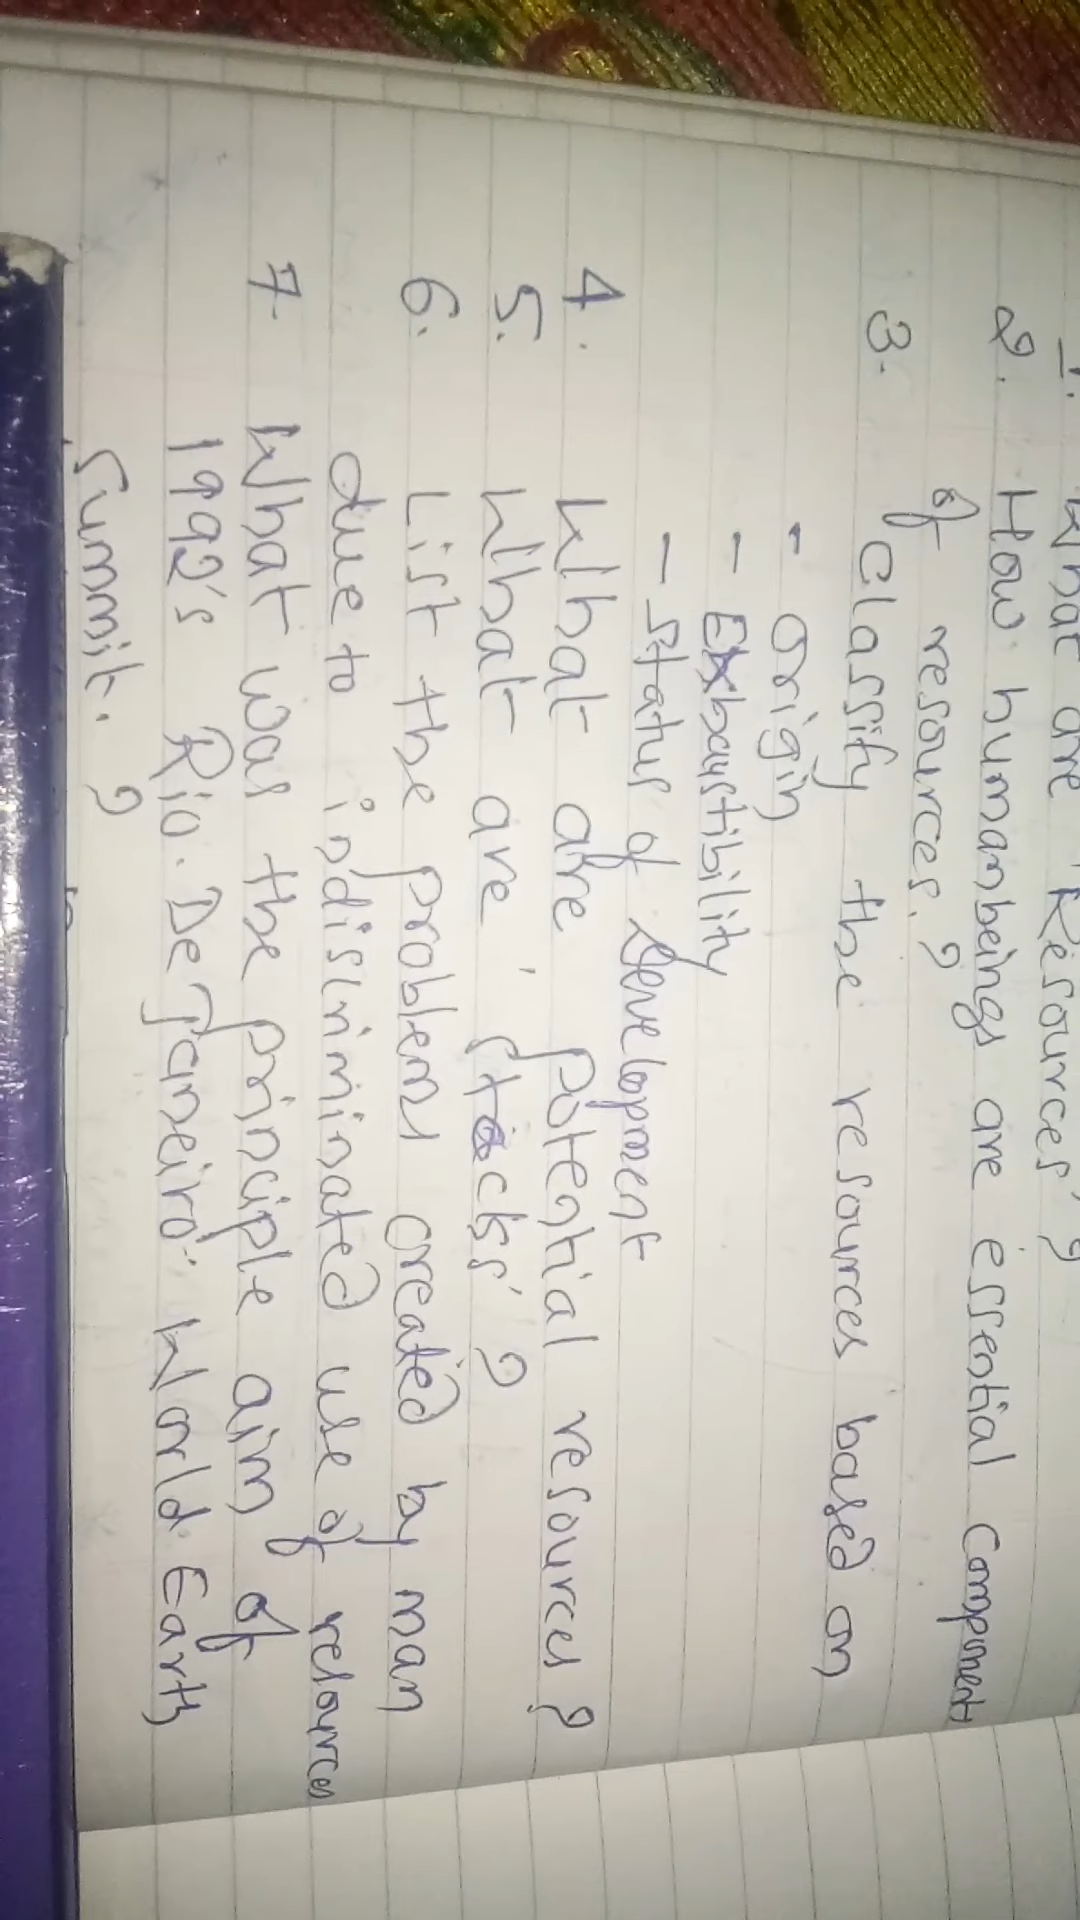 1. What are 'Resources' ?
2. How humanbeings are essential components
of resources. ?
3. Classify the resources based on
- Origin
- Exhaustibility
- Status of Development
4. What are Potential resources ?
5. What are 'Stocks' ?
6. List the problems created by man
due to indiscriminated use of resources
7. What was the principle aim of
1992's Rio. De Janeiro. World Earth
Summit. ?